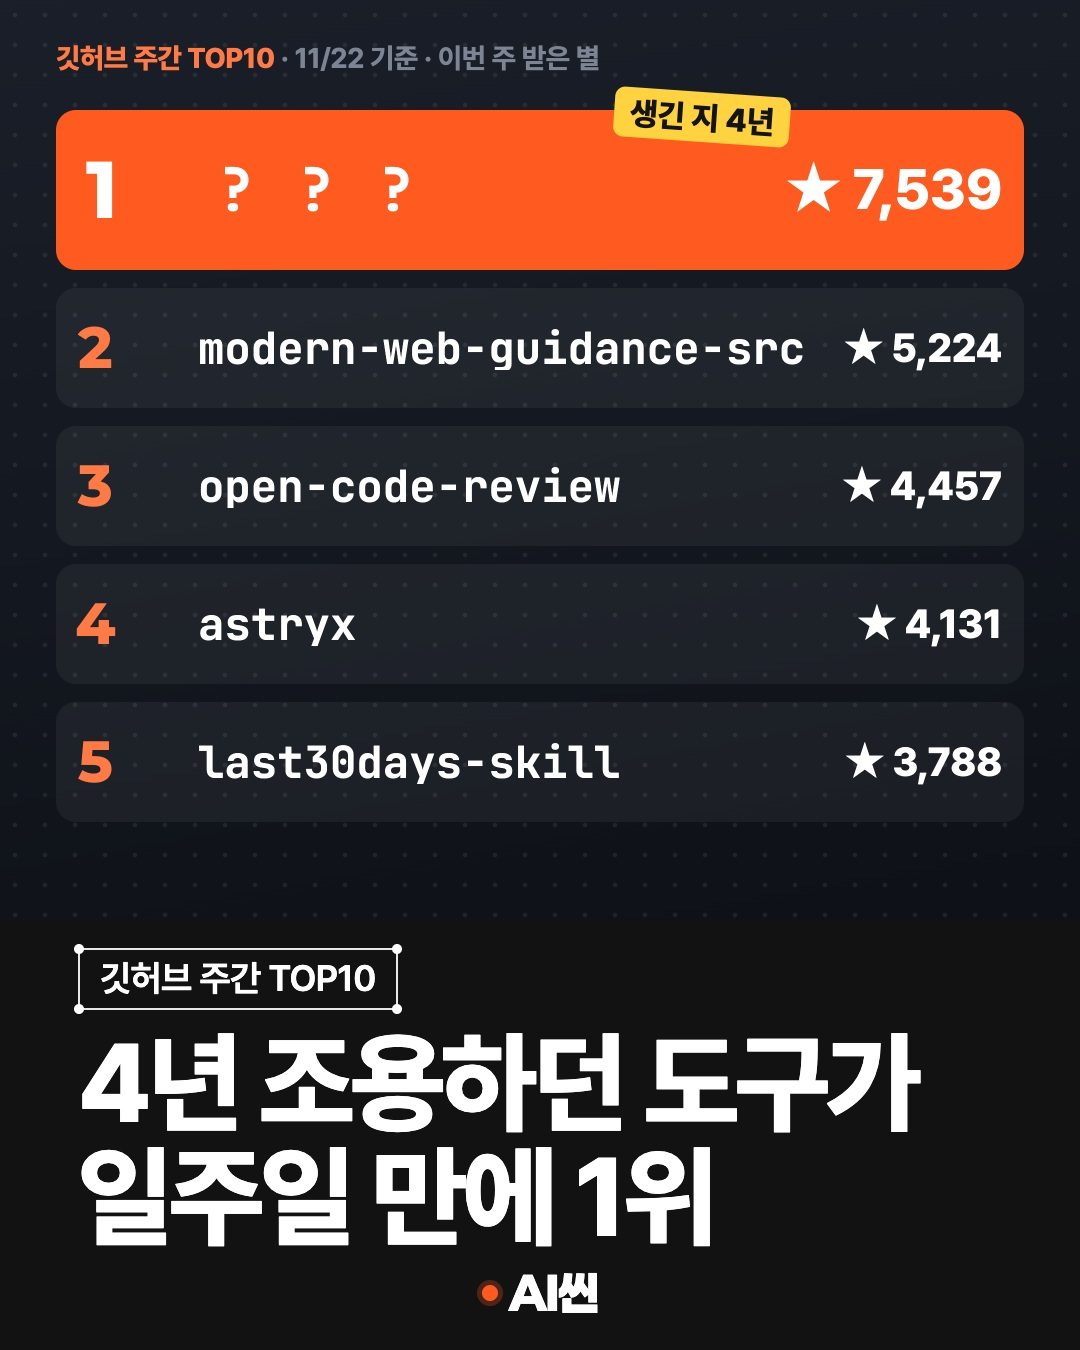 깃허브 주간 TOP10 · 11/22 기준 · 이번 주 받은 별
생긴 지 4년
1 ? ? ? ★ 7,539
2 modern-web-guidance-src ★ 5,224
3 open-code-review ★ 4,457
4 astryx ★ 4,131
5 last30days-skill ★ 3,788
깃허브 주간 TOP10
4년 조용하던 도구가
일주일 만에 1위
AI씬